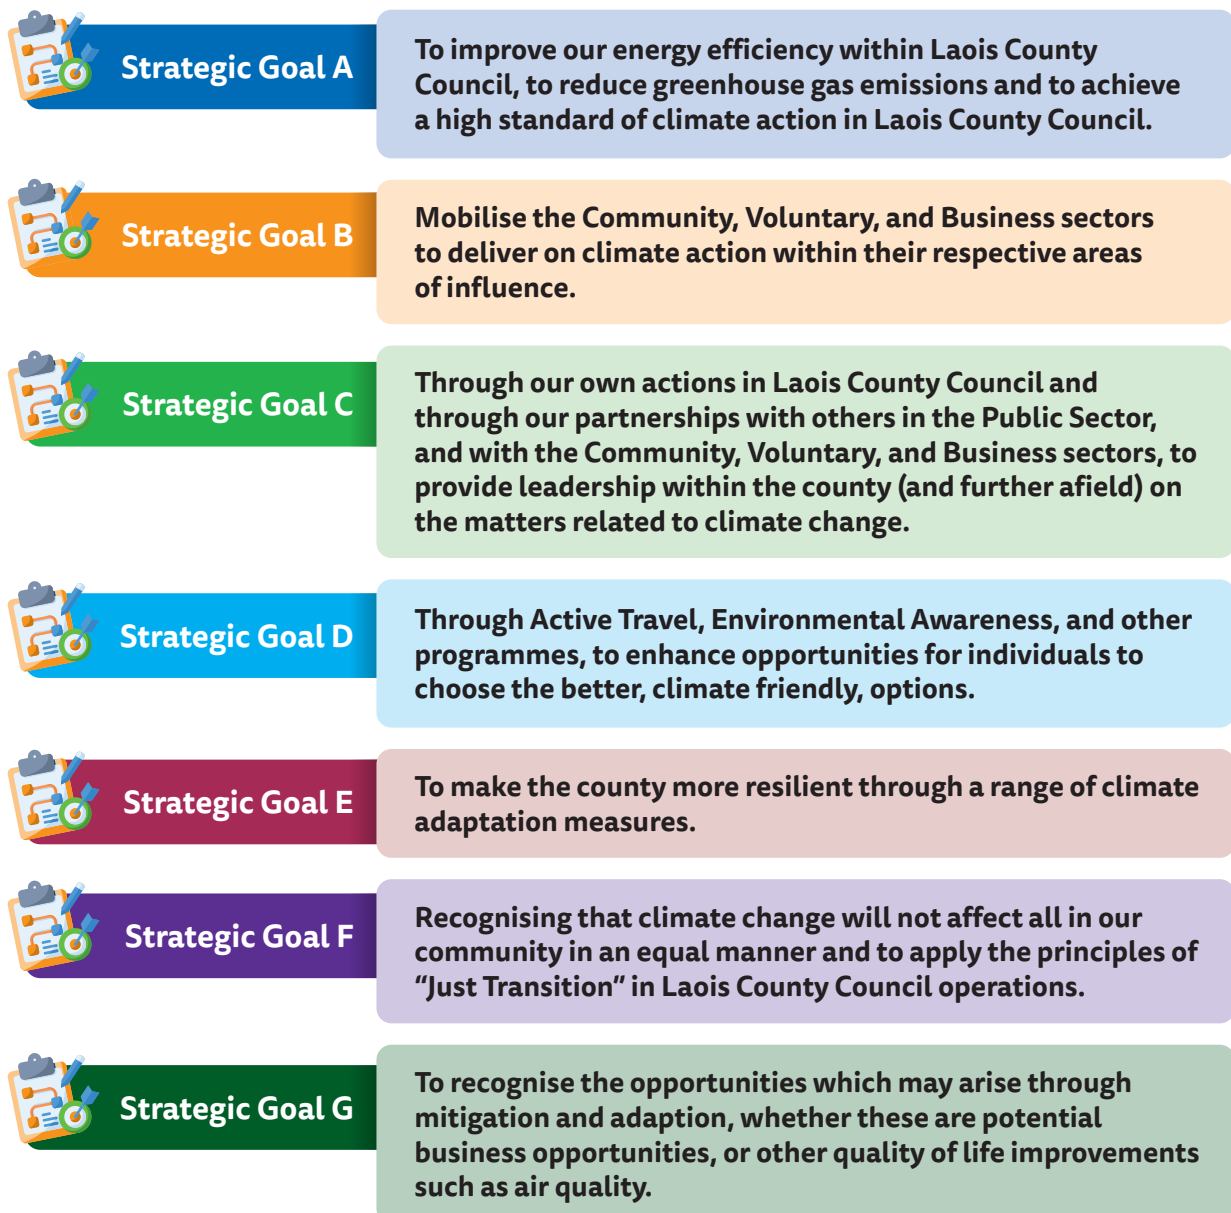 Strategic Goal A
To improve our energy efficiency within Laois County
Council, to reduce greenhouse gas emissions and to achieve
a high standard of climate action in Laois County Council.
Strategic Goal B
Mobilise the Community, Voluntary, and Business sectors
to deliver on climate action within their respective areas
of influence.
Strategic Goal C
Through our own actions in Laois County Council and
through our partnerships with others in the Public Sector,
and with the Community, Voluntary, and Business sectors, to
provide leadership within the county (and further afield) on
the matters related to climate change.
Strategic Goal D
Through Active Travel, Environmental Awareness, and other
programmes, to enhance opportunities for individuals to
choose the better, climate friendly, options.
Strategic Goal E
To make the county more resilient through a range of climate
adaptation measures.
Strategic Goal F
Recognising that climate change will not affect all in our
community in an equal manner and to apply the principles of
“Just Transition” in Laois County Council operations.
Strategic Goal G
To recognise the opportunities which may arise through
mitigation and adaption, whether these are potential
business opportunities, or other quality of life improvements
such as air quality.